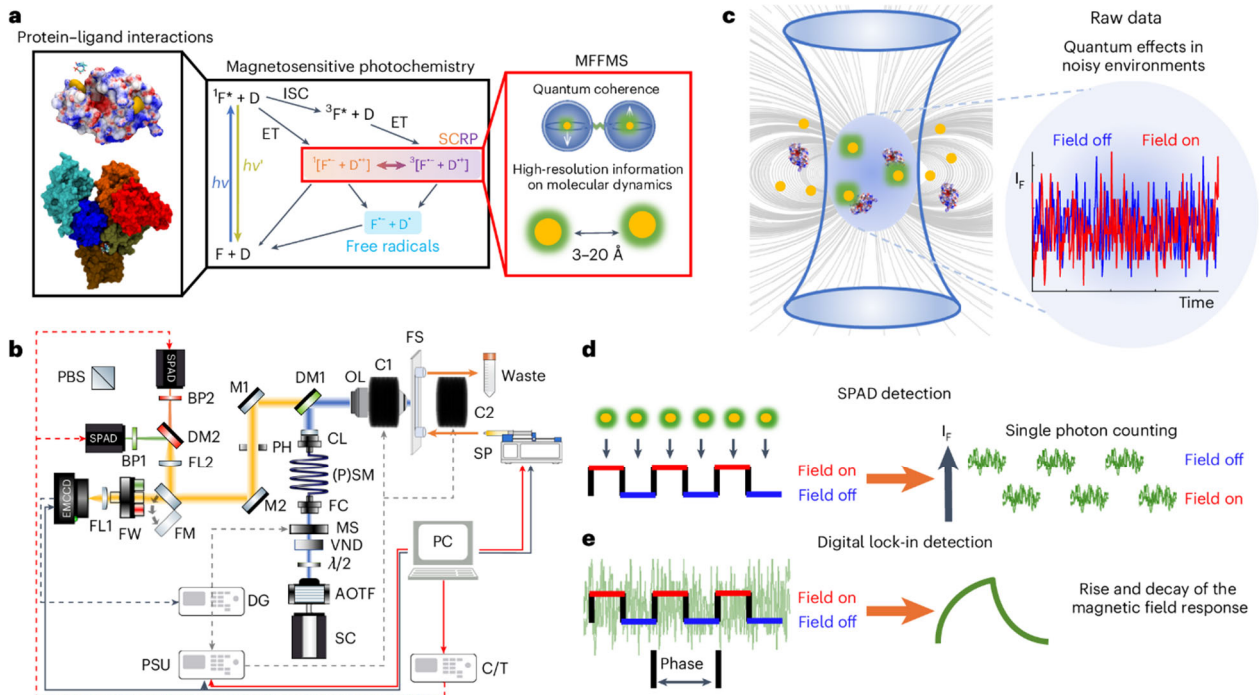 a
Protein–ligand interactions
Magnetosensitive photochemistry
¹F* + D
ISC
³F* + D
ET
ET
SCRP
¹[F•− + D•+]
³[F•− + D•+]
hν
hν'
F•− + D•
Free radicals
F + D
MFFMS
Quantum coherence
High-resolution information
on molecular dynamics
3–20 Å
b
PBS
SPAD
BP2
SPAD
BP1
DM2
FL2
EMCCD
FL1
FW
FM
M1
M2
PH
DM1
OL
C1
FS
C2
Waste
SP
CL
(P)SM
FC
MS
VND
λ/2
AOTF
SC
DG
PSU
PC
C/T
c
Raw data
Quantum effects in
noisy environments
Field off
Field on
I_F
Time
d
SPAD detection
Field on
Field off
I_F
Single photon counting
Field off
Field on
e
Digital lock-in detection
Field on
Field off
Phase
Rise and decay of the
magnetic field response